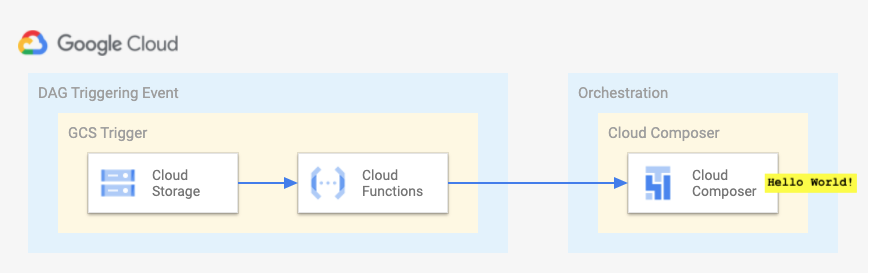 Google Cloud
DAG Triggering Event
Orchestration
GCS Trigger
Cloud Composer
Cloud
Storage
Cloud
Functions
Cloud
Composer
Hello World!